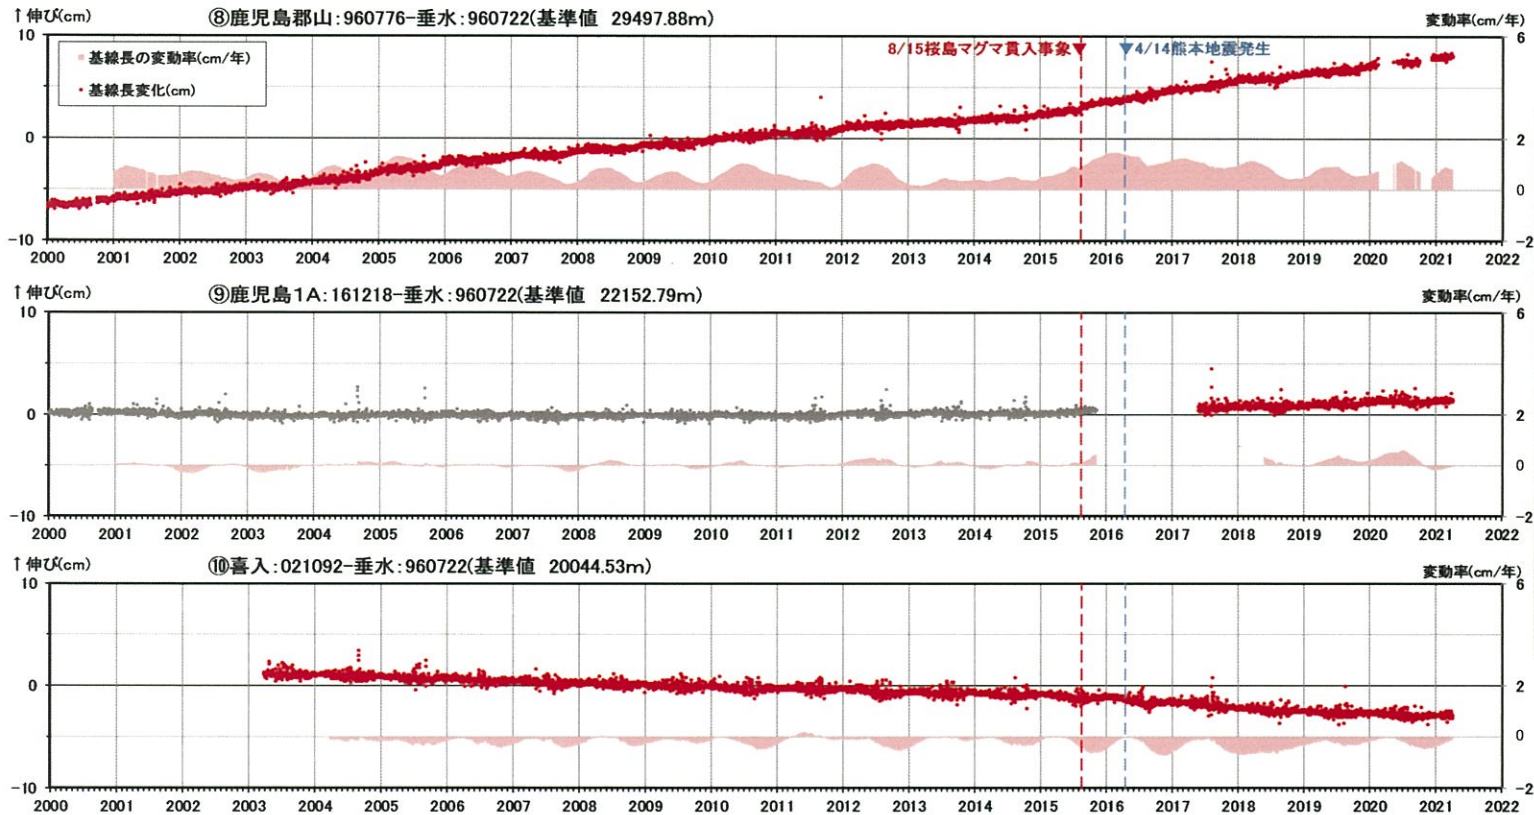 ↑伸び(cm) ⑧鹿児島郡山:960776-垂水:960722(基準値 29497.88m) 変動率(cm/年)
10 6
基線長の変動率(cm/年) 8/15桜島マグマ貫入事象 4/14熊本地震発生
基線長変化(cm)
0 2
0
-10 -2
2000 2001 2002 2003 2004 2005 2006 2007 2008 2009 2010 2011 2012 2013 2014 2015 2016 2017 2018 2019 2020 2021 2022
↑伸び(cm) ⑨鹿児島1A:161218-垂水:960722(基準値 22152.79m) 変動率(cm/年)
10 6
0 2
0
-10 -2
2000 2001 2002 2003 2004 2005 2006 2007 2008 2009 2010 2011 2012 2013 2014 2015 2016 2017 2018 2019 2020 2021 2022
↑伸び(cm) ⑩喜入:021092-垂水:960722(基準値 20044.53m) 変動率(cm/年)
10 6
0 2
0
-10 -2
2000 2001 2002 2003 2004 2005 2006 2007 2008 2009 2010 2011 2012 2013 2014 2015 2016 2017 2018 2019 2020 2021 2022